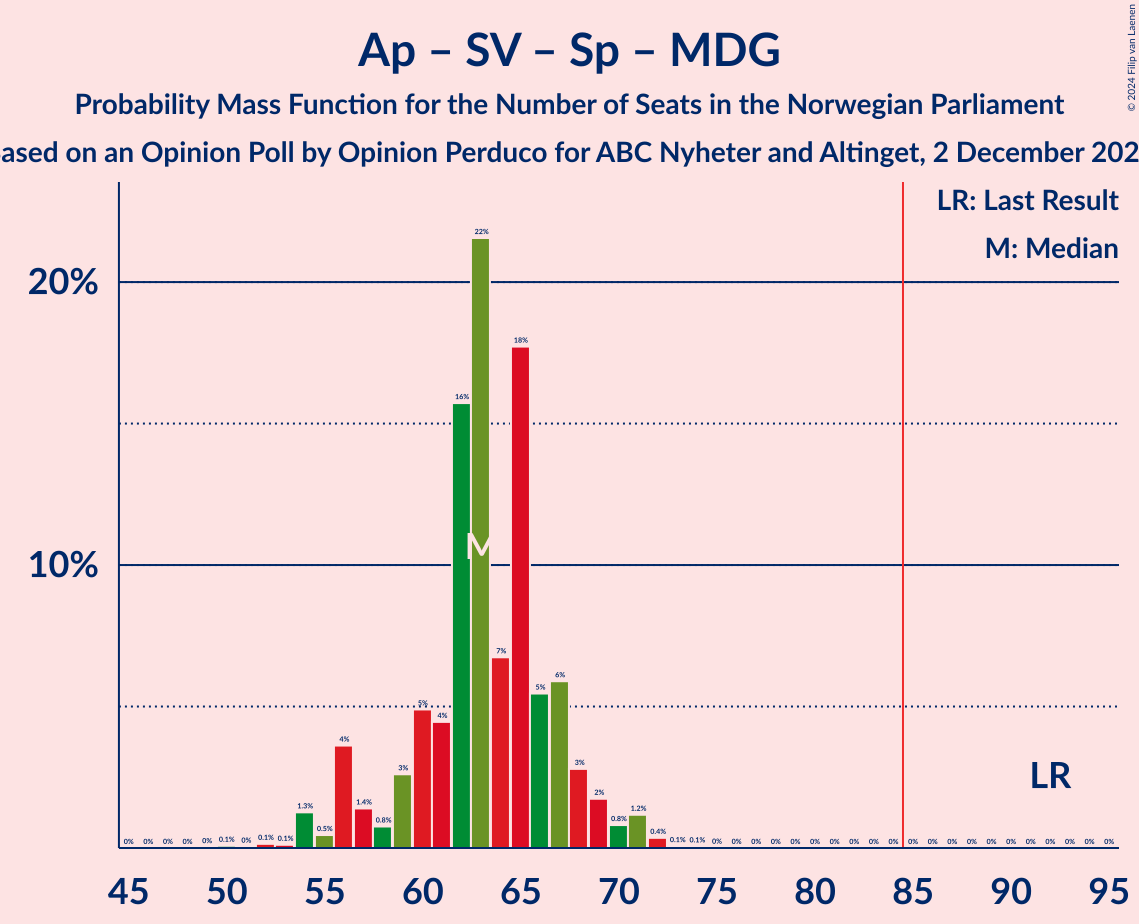 Ap – SV – Sp – MDG
Probability Mass Function for the Number of Seats in the Norwegian Parliament
ased on an Opinion Poll by Opinion Perduco for ABC Nyheter and Altinget, 2 December 202
© 2024 Filip van Laenen
LR: Last Result
M: Median
20%
10%
0% 0% 0% 0% 0% 0.1% 0% 0.1% 0.1% 1.3% 0.5% 4% 1.4% 0.8% 3% 5% 4% 16% 22% 7% 18% 5% 6% 3% 2% 0.8% 1.2% 0.4% 0.1% 0.1% 0% 0% 0% 0% 0% 0% 0% 0% 0% 0% 0% 0% 0% 0% 0% 0% 0% 0% 0% 0% 0%
M
LR
45 50 55 60 65 70 75 80 85 90 95